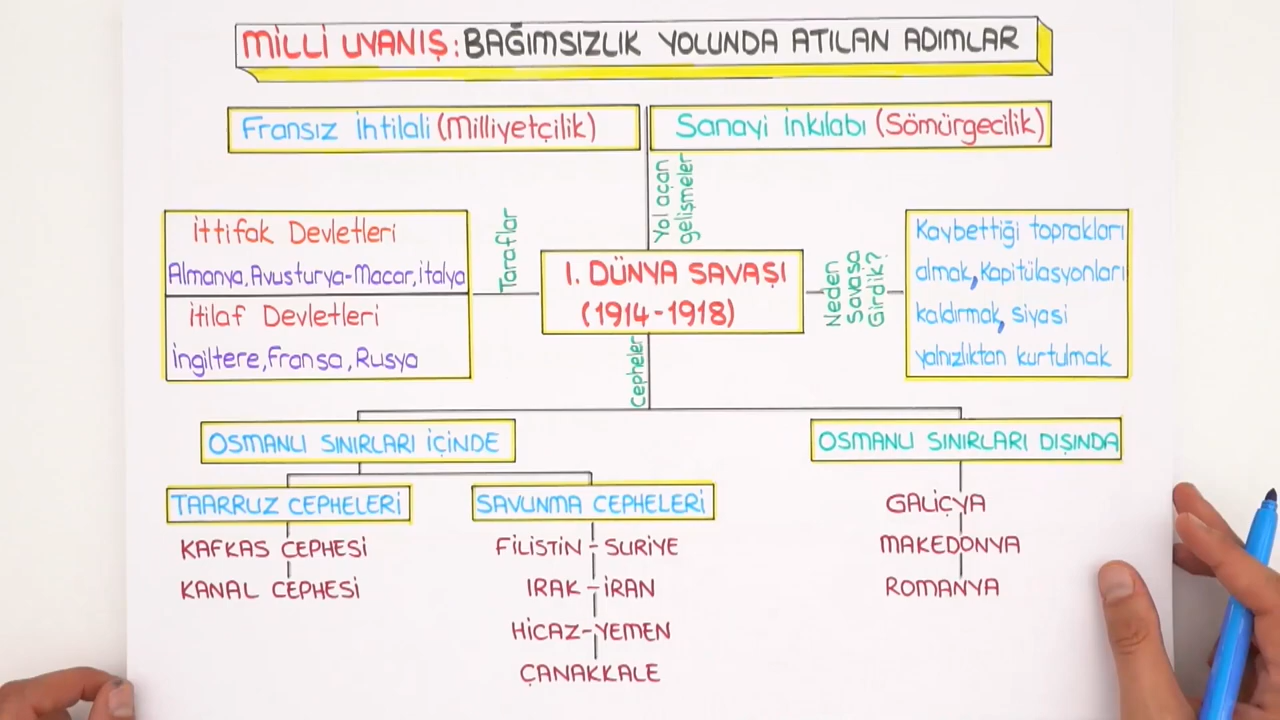 MİLLİ UYANIŞ: BAĞIMSIZLIK YOLUNDA ATILAN ADIMLAR
Fransız ihtilali (Milliyetçilik)
Sanayi inkılabı (Sömürgecilik)
Yol açan
gelişmeler
Taraflar
İttifak Devletleri
Almanya, Avusturya-Macar, italya
İtilaf Devletleri
İngiltere, Fransa, Rusya
I. DÜNYA SAVAŞI
(1914-1918)
Neden
Savaşa
Girdik?
Kaybettiği toprakları
almak, Kapitülasyonları
kaldırmak, siyasi
yalnızlıktan kurtulmak
Cepheler
OSMANLI SINIRLARI İÇİNDE
OSMANLI SINIRLARI DIŞINDA
TAARRUZ CEPHELERİ
KAFKAS CEPHESİ
KANAL CEPHESİ
SAVUNMA CEPHELERİ
FİLİSTİN - SURİYE
IRAK - İRAN
HİCAZ-YEMEN
ÇANAKKALE
GALİÇYA
MAKEDONYA
ROMANYA